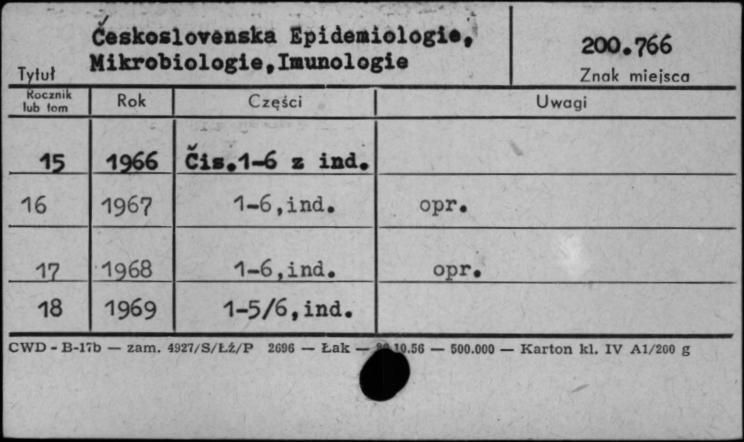 Československa Epidemiologie,
Mikrobiologie,Imunologie
Tytuł
200.766
Znak miejsca
Rocznik lub tom Rok Części Uwagi
15 1966 Čis.1-6 z ind.
16 1967 1-6,ind. opr.
17 1968 1-6,ind. opr.
18 1969 1-5/6,ind.
CWD - B-17b — zam. 4927/S/ŁŻ/P 2696 — Łak — 10.56 — 500.000 — Karton kl. IV A1/200 g